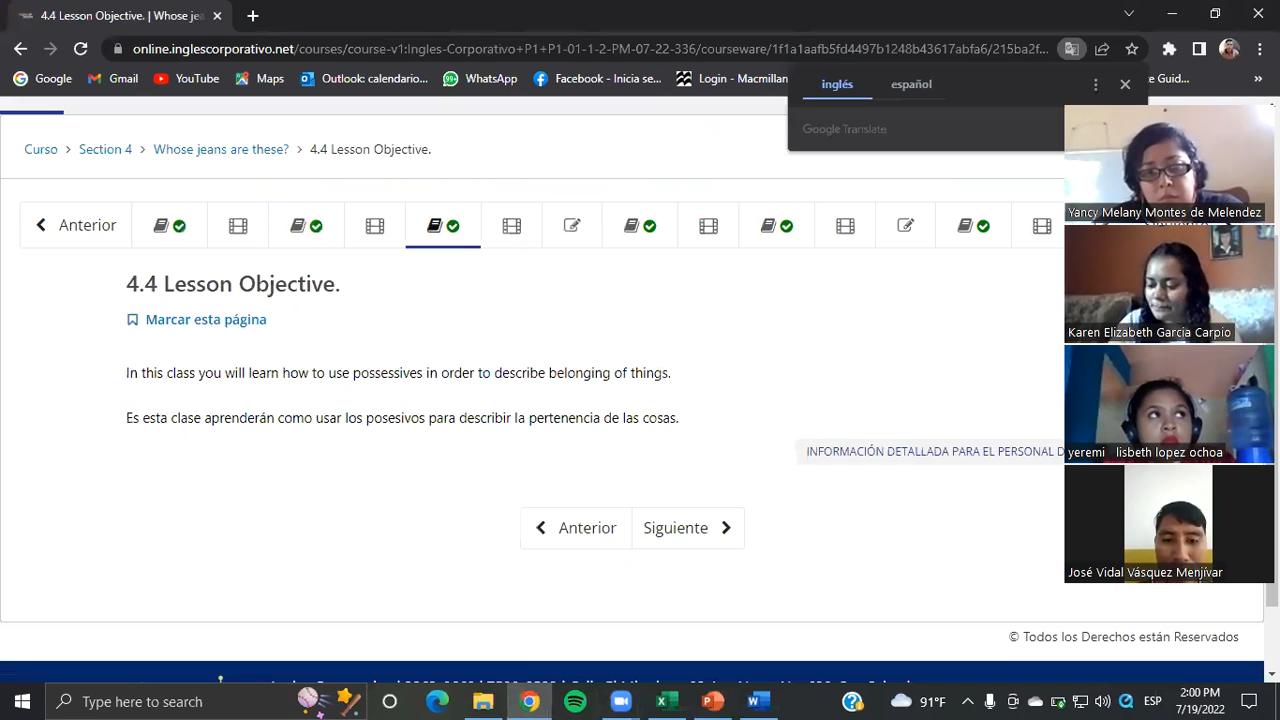 4.4 Lesson Objective. | Whose je
online.inglescorporativo.net/courses/course-v1:Ingles-Corporativo+P1+P1-01-1-2-PM-07-22-336/courseware/1f1a1aafb5fd4497b1248b43617abfa6/215ba2f...
Google Gmail YouTube Maps Outlook: calendario... WhatsApp Facebook - Inicia se... Login - Macmillan Guide... »
inglés español
Google Translate
Curso > Section 4 > Whose jeans are these? > 4.4 Lesson Objective.
Yancy Melany Montes de Melendez
Anterior
4.4 Lesson Objective.
Marcar esta página
Karen Elizabeth Garcia Carpio
In this class you will learn how to use possessives in order to describe belonging of things.
Es esta clase aprenderán como usar los posesivos para describir la pertenencia de las cosas.
INFORMACIÓN DETALLADA PARA EL PERSONAL D
yeremi lisbeth lopez ochoa
Anterior Siguiente
José Vidal Vásquez Menjívar
© Todos los Derechos están Reservados
Type here to search
91°F ESP 2:00 PM
7/19/2022